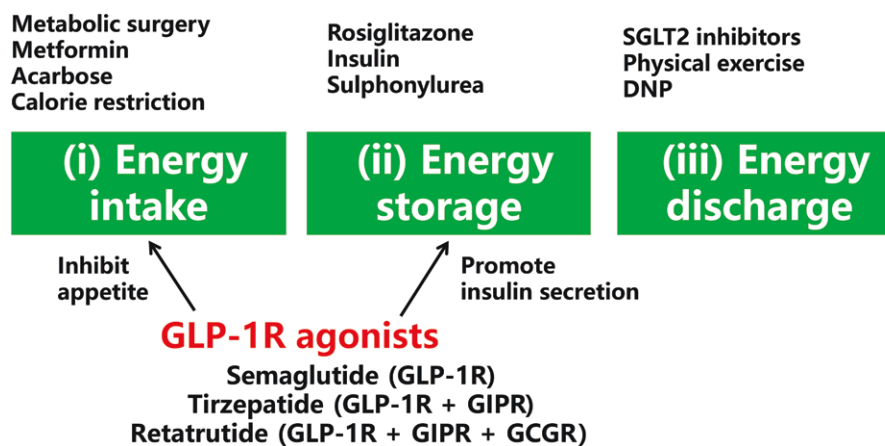 Metabolic surgery
Metformin
Acarbose
Calorie restriction
Rosiglitazone
Insulin
Sulphonylurea
SGLT2 inhibitors
Physical exercise
DNP
(i) Energy
intake
(ii) Energy
storage
(iii) Energy
discharge
Inhibit
appetite
Promote
insulin secretion
GLP-1R agonists
Semaglutide (GLP-1R)
Tirzepatide (GLP-1R + GIPR)
Retatrutide (GLP-1R + GIPR + GCGR)